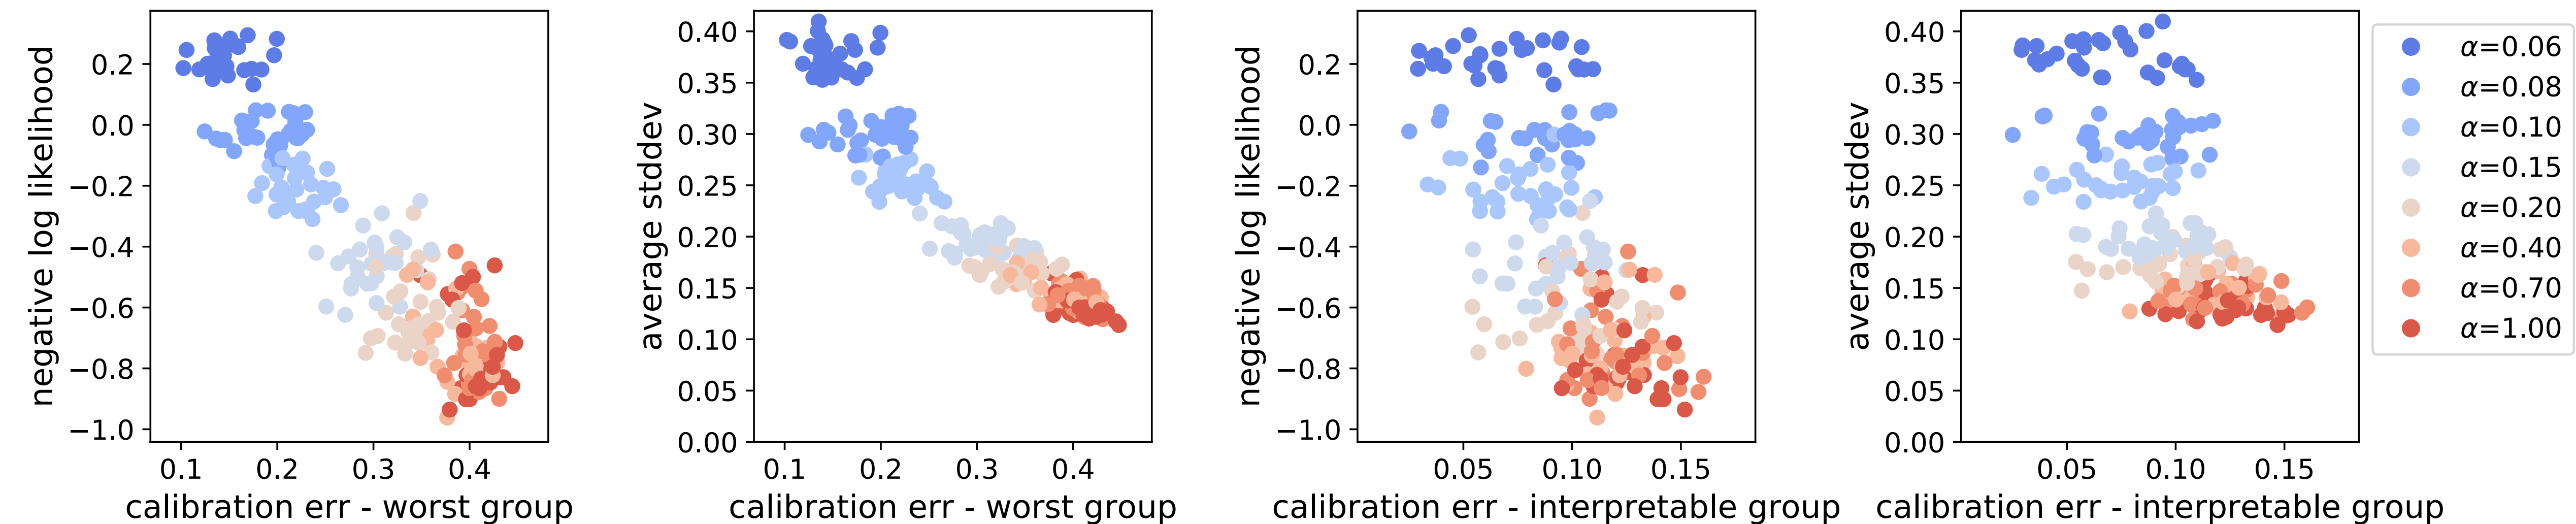 negative log likelihood
0.2
0.0
−0.2
−0.4
−0.6
−0.8
−1.0
0.1 0.2 0.3 0.4
calibration err - worst group
average stddev
0.40
0.35
0.30
0.25
0.20
0.15
0.10
0.05
0.00
0.1 0.2 0.3 0.4
calibration err - worst group
negative log likelihood
0.2
0.0
−0.2
−0.4
−0.6
−0.8
−1.0
0.05 0.10 0.15
calibration err - interpretable group
average stddev
0.40
0.35
0.30
0.25
0.20
0.15
0.10
0.05
0.00
0.05 0.10 0.15
calibration err - interpretable group
α=0.06
α=0.08
α=0.10
α=0.15
α=0.20
α=0.40
α=0.70
α=1.00